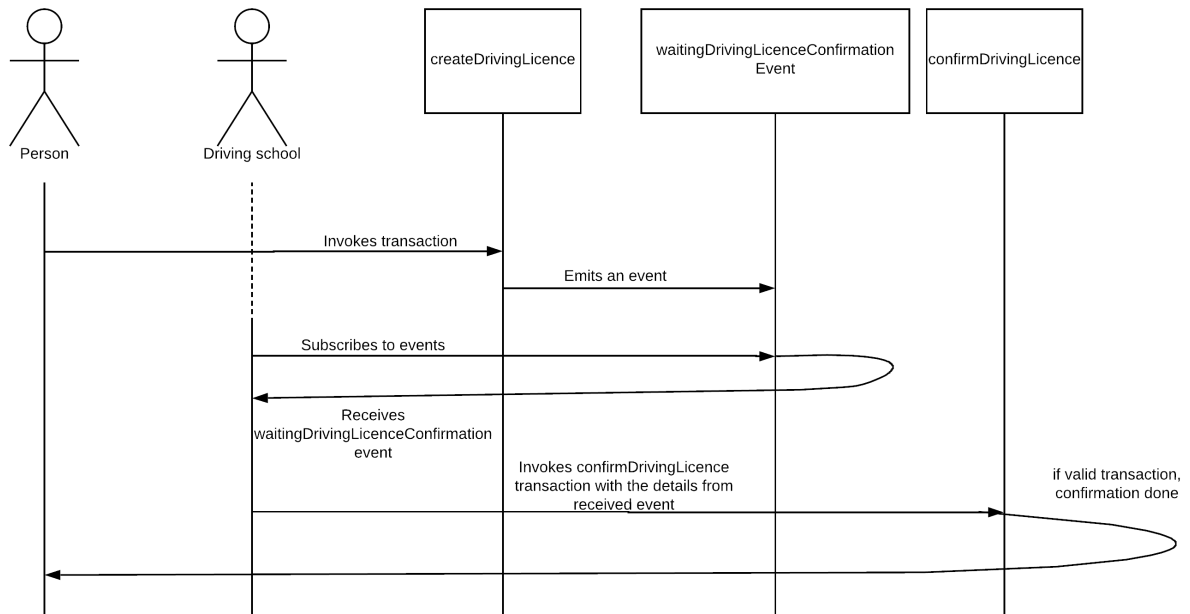 createDrivingLicence
waitingDrivingLicenceConfirmation
Event
confirmDrivingLicence
Person
Driving school
Invokes transaction
Emits an event
Subscribes to events
Receives
waitingDrivingLicenceConfirmation
event
Invokes confirmDrivingLicence
transaction with the details from
received event
if valid transaction,
confirmation done